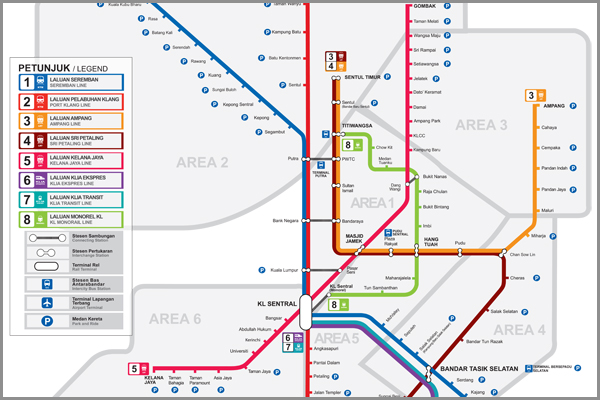 PETUNJUK / LEGEND
1 LALUAN SEREMBAN
SEREMBAN LINE
2 LALUAN PELABUHAN KLANG
PORT KLANG LINE
3 LALUAN AMPANG
AMPANG LINE
4 LALUAN SRI PETALING
SRI PETALING LINE
5 LALUAN KELANA JAYA
KELANA JAYA LINE
6 LALUAN KLIA EKSPRES
KLIA EKSPRES LINE
7 LALUAN KLIA TRANSIT
KLIA TRANSIT LINE
8 LALUAN MONOREL KL
KL MONORAIL LINE
Stesen Sambungan
Connecting Station
Stesen Pertukaran
Interchange Station
Terminal Rel
Rail Terminal
Stesen Bas
Antarabandar
Intercity Bus Station
Terminal Lapangan
Terbang
Airport Terminal
P
Medan Kereta
Park and Ride
Kuala Kubu Bharu
Rasa
Batang Kali
Serendah
Rawang
Kuang
Sungai Buloh
Kepong Sentral
Kepong
Segambut
Putra
Bank Negara
Kuala Lumpur
KL SENTRAL
Taman Wahyu
Kampung Batu
Batu Kentonmen
Sentul
3
4
SENTUL TIMUR
Sentul
TITIWANGSA
8
PWTC
TERMINAL
PUTRA
Chow Kit
Medan
Tuanku
Sultan
Ismail
Dang
Wangi
Bandaraya
MASJID
JAMEK
PUDU
SENTRAL
Plaza
Rakyat
HANG
TUAH
Pudu
Chan Sow Lin
Pasar
Seni
Maharajalela
Tun Sambanthan
KL Sentral
(Monorel)
8
GOMBAK
Taman Melati
Wangsa Maju
Sri Rampai
Setiawangsa
Jelatek
Dato' Keramat
Damai
Ampang Park
KLCC
Kampung Baru
Bukit Nanas
Raja Chulan
Bukit Bintang
Imbi
3
AMPANG
Cahaya
Cempaka
Pandan Indah
Pandan Jaya
Maluri
Miharja
Cheras
AREA 1
AREA 2
AREA 3
AREA 4
AREA 5
AREA 6
Bangsar
Abdullah Hukum
Kerinchi
Universiti
Taman Jaya
Asia Jaya
Taman
Paramount
Taman
Bahagia
5
KELANA
JAYA
6
7
Angkasapuri
Pantai Dalam
Petaling
Jalan Templer
Mid Valley
Seputeh
Salak Selatan
Bandar Tun Razak
BANDAR TASIK SELATAN
TERMINAL BERSEPADU
SELATAN
Serdang
Kajang